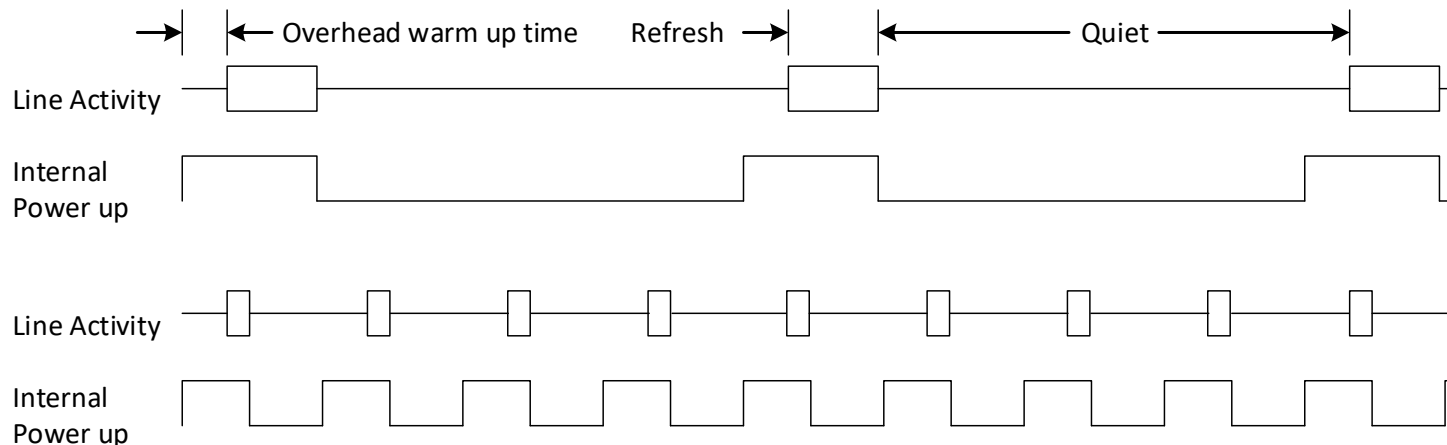 Overhead warm up time
Refresh
Quiet
Line Activity
Internal
Power up
Line Activity
Internal
Power up